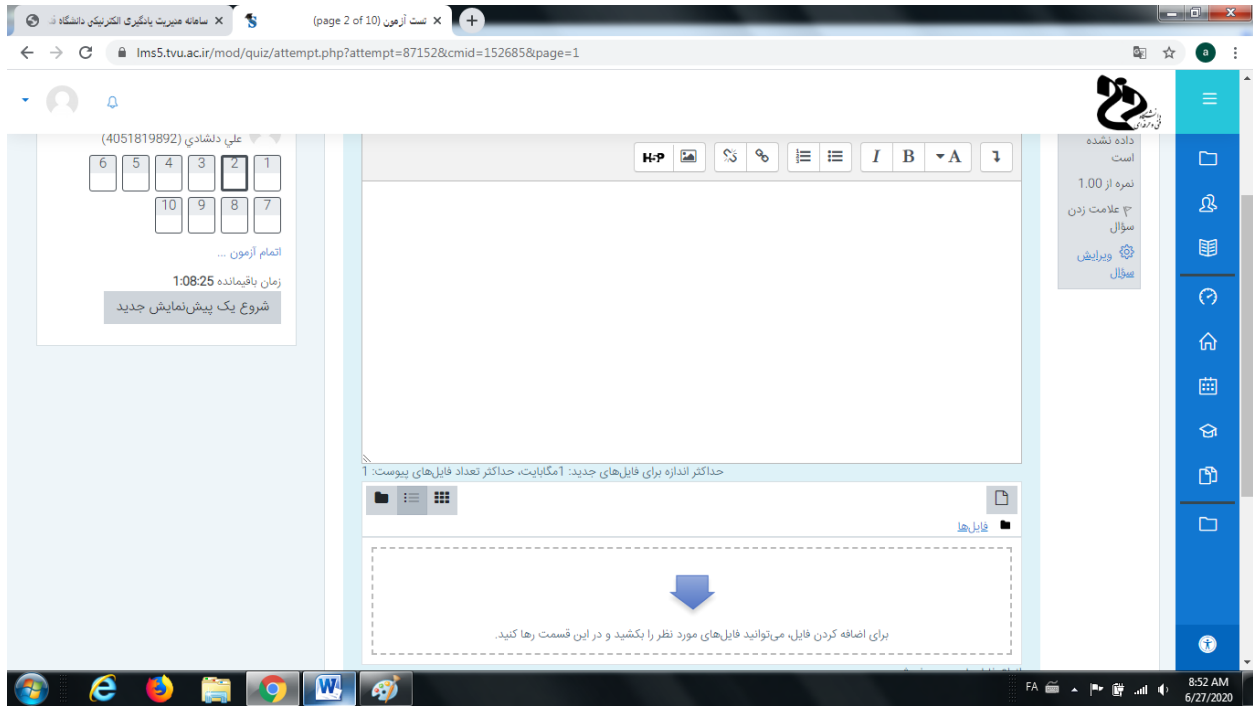 سامانه مدیریت یادگیری الکترونیکی دانشگاه ف
تست آزمون (page 2 of 10)
lms5.tvu.ac.ir/mod/quiz/attempt.php?attempt=87152&cmid=152685&page=1
a
دانشگاه
فنی و حرفه‌ای
علي دلشادي (4051819892)
1 2 3 4 5 6
7 8 9 10
اتمام آزمون ...
زمان باقیمانده 1:08:25
شروع یک پیش‌نمایش جدید
داده نشده
است
نمره از 1.00
علامت زدن
سؤال
ویرایش
سؤال
A B I H-P
حداکثر اندازه برای فایل‌های جدید: 1مگابایت، حداکثر تعداد فایل‌های پیوست: 1
فایل‌ها
برای اضافه کردن فایل، می‌توانید فایل‌های مورد نظر را بکشید و در این قسمت رها کنید.
FA
8:52 AM
6/27/2020